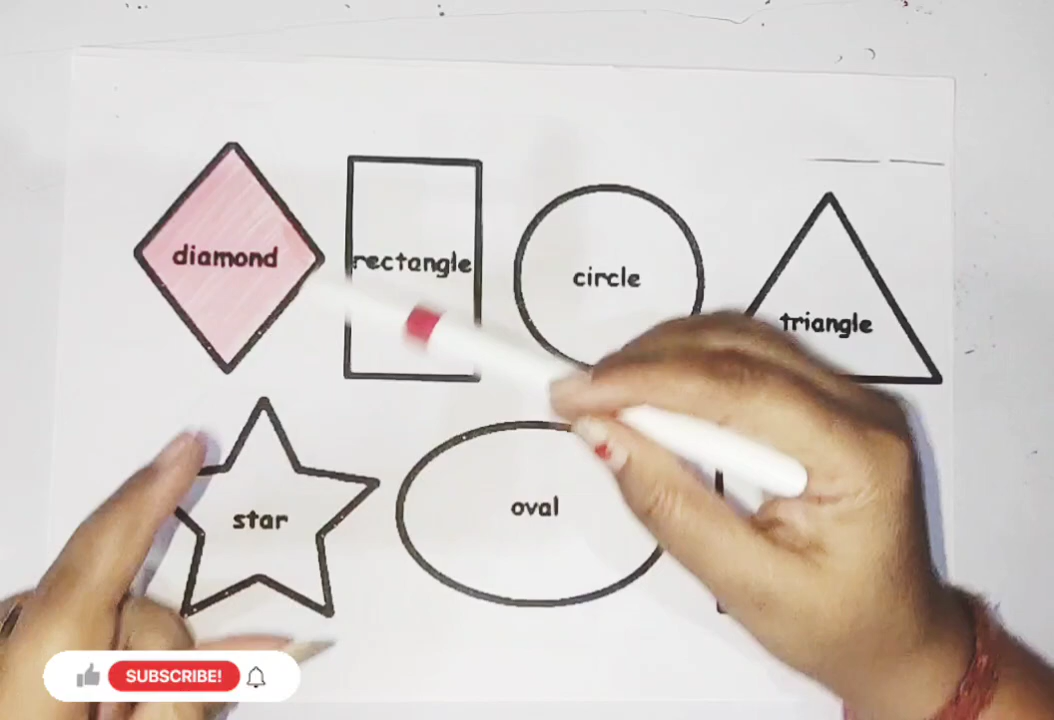 diamond
rectangle
circle
triangle
star
oval
SUBSCRIBE!